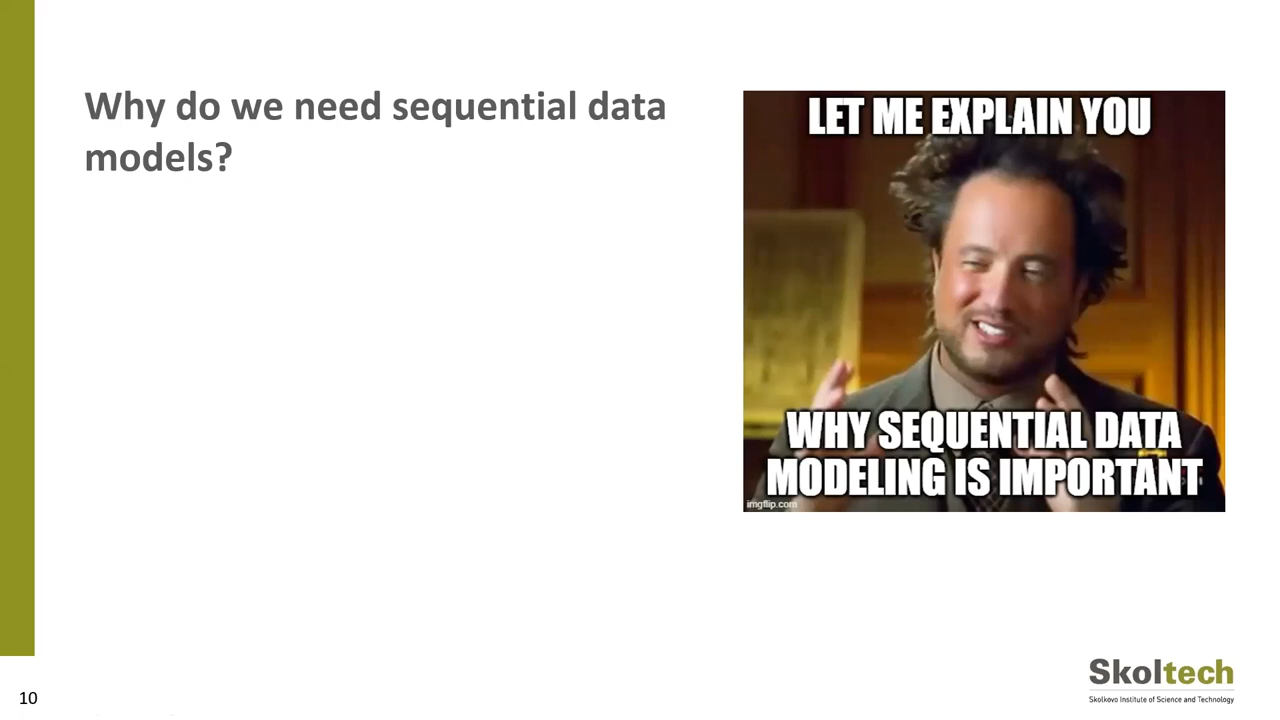 Why do we need sequential data
models?
LET ME EXPLAIN YOU
WHY SEQUENTIAL DATA
MODELING IS IMPORTANT
imgflip.com
Skoltech
Skolkovo Institute of Science and Technology
10